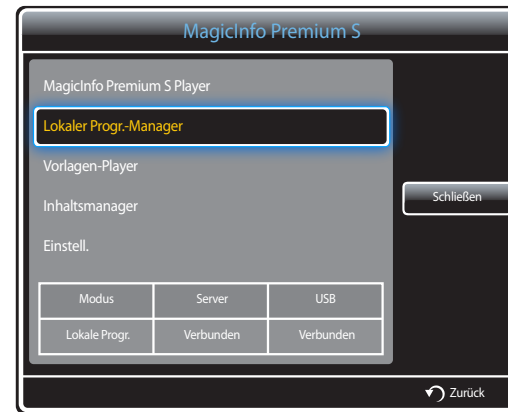 MagicInfo Premium S
MagicInfo Premium S Player
Lokaler Progr.-Manager
Vorlagen-Player
Inhaltsmanager
Einstell.
Schließen
Modus Server USB
Lokale Progr. Verbunden Verbunden
Zurück